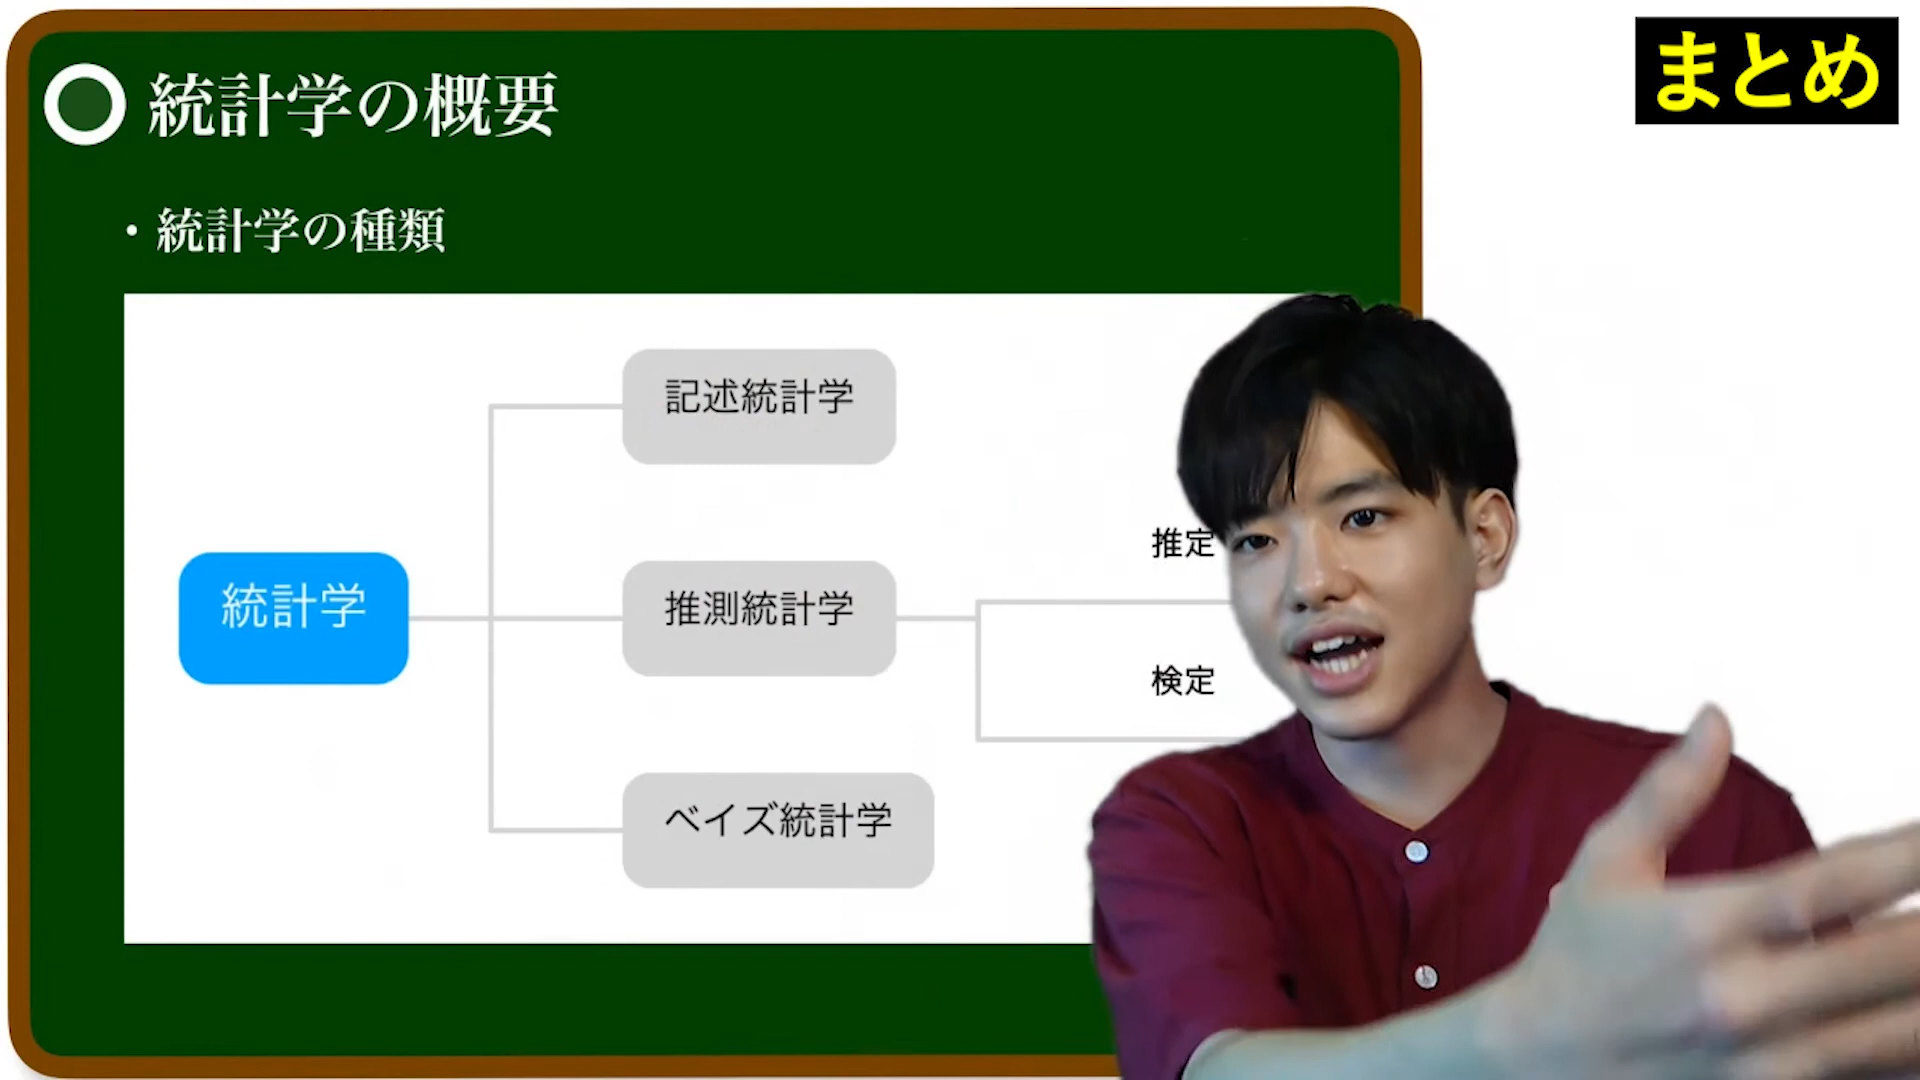 統計学の概要
まとめ
・統計学の種類
記述統計学
推定
統計学
推測統計学
検定
ベイズ統計学